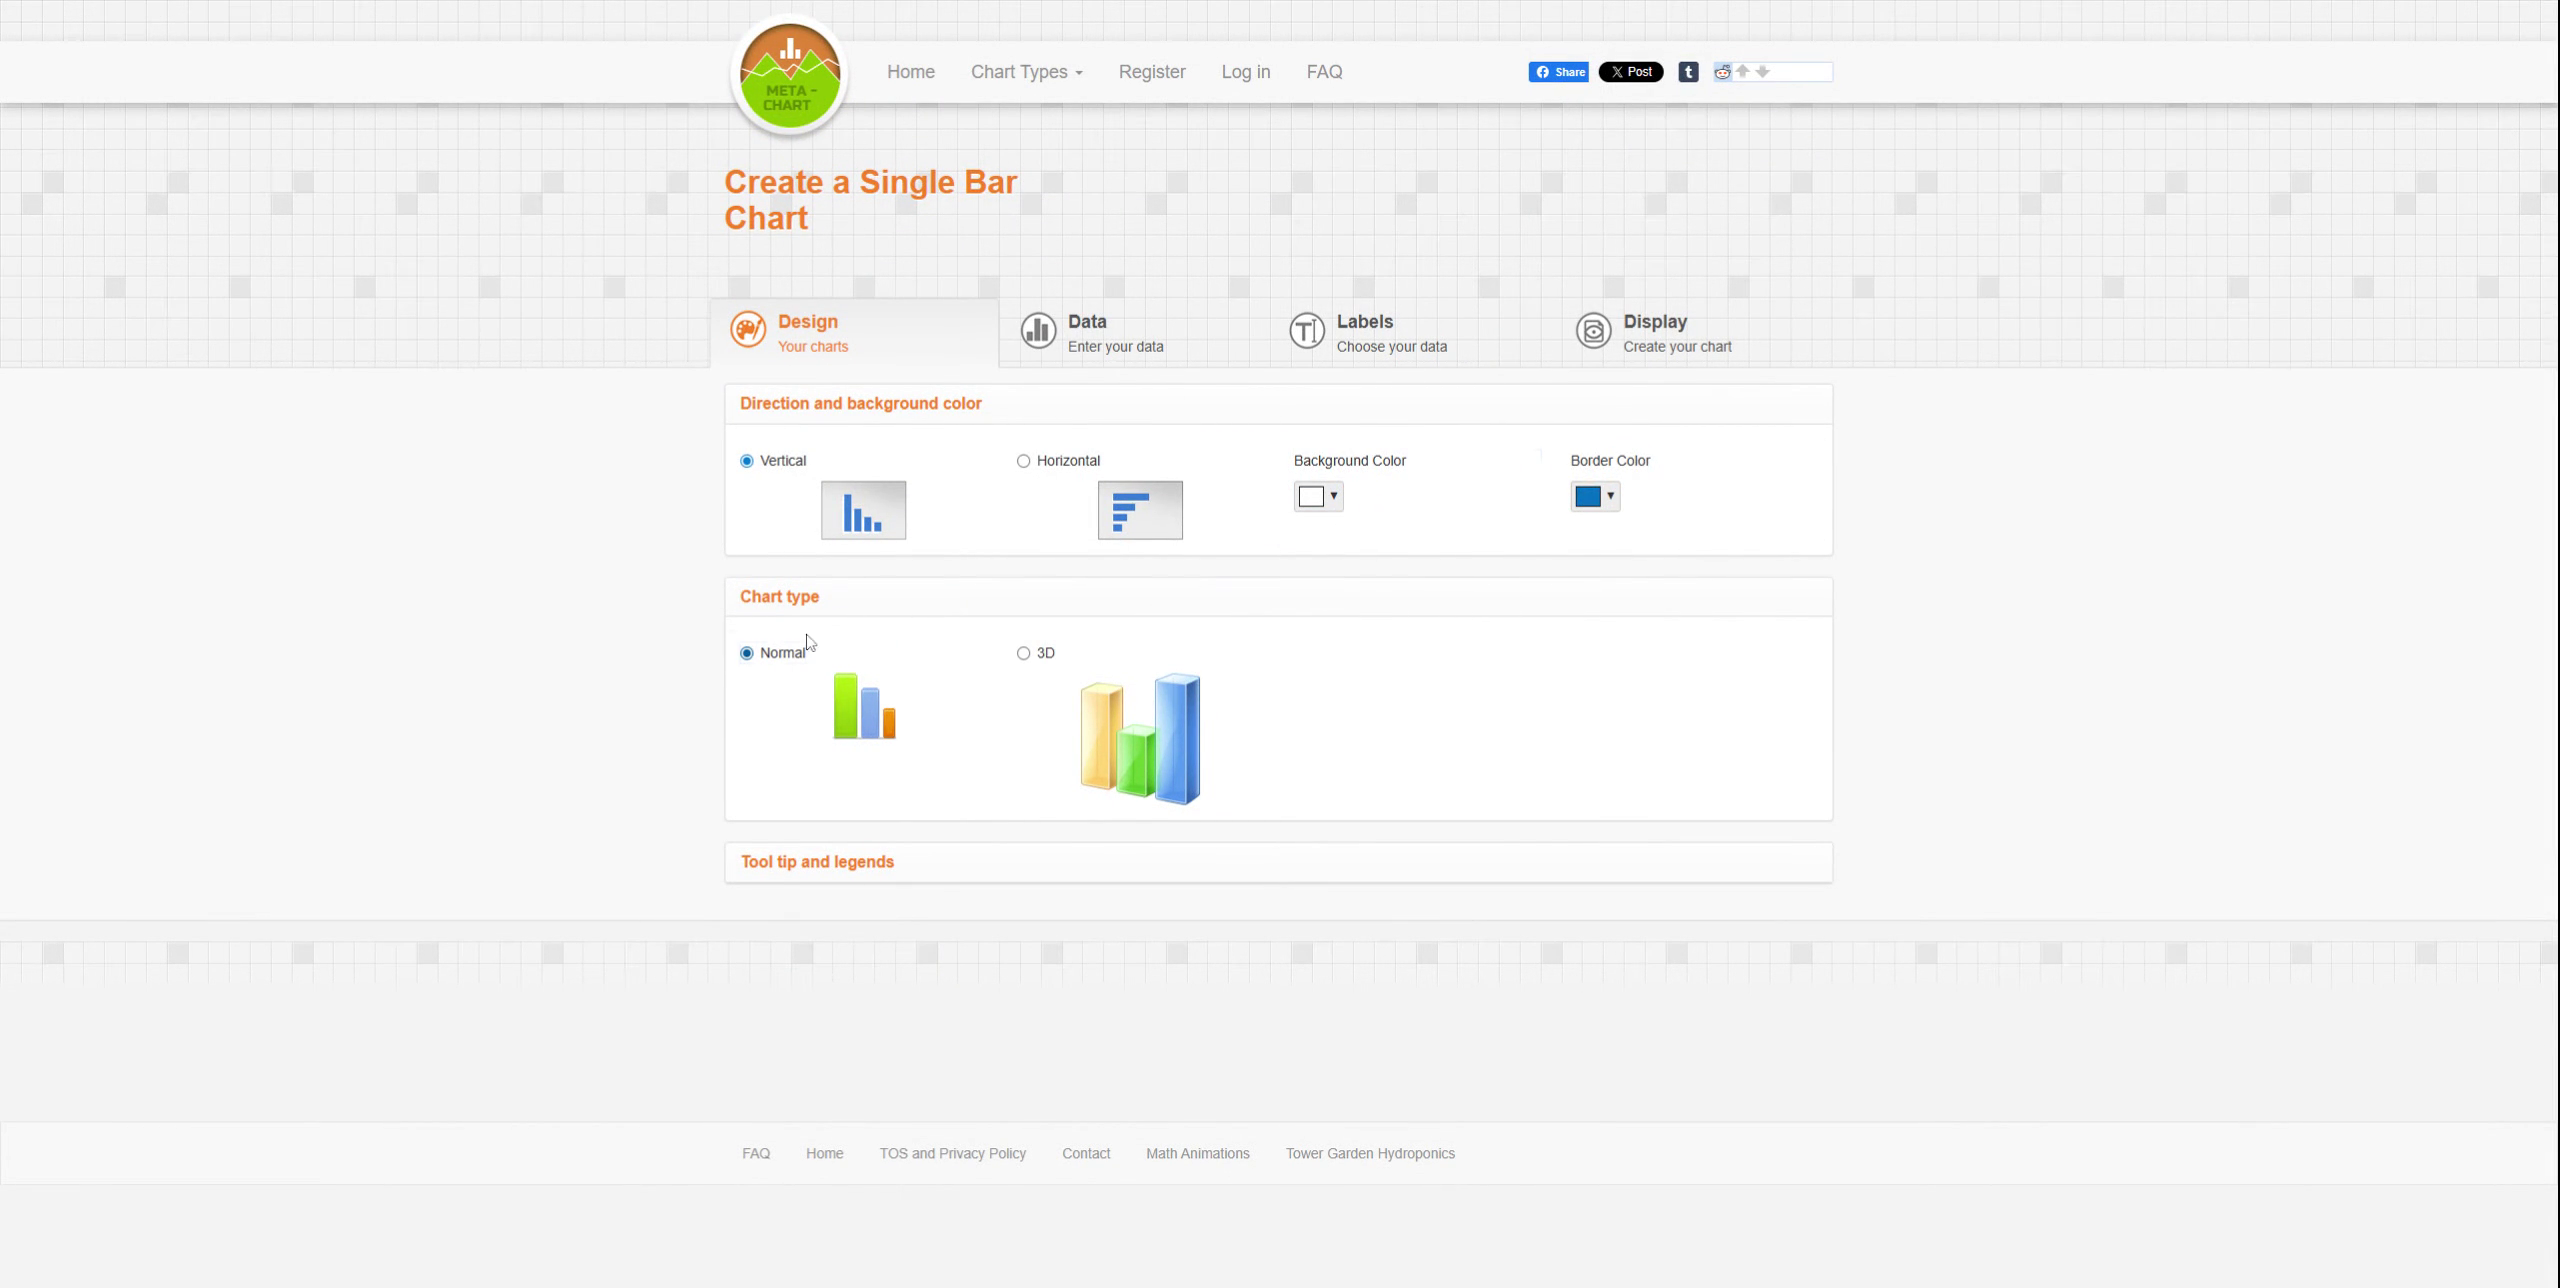 META -
CHART
Home Chart Types Register Log in FAQ Share Post t
Create a Single Bar
Chart
Design
Your charts
Data
Enter your data
Labels
Choose your data
Display
Create your chart
Direction and background color
Vertical Horizontal Background Color Border Color
Chart type
Normal 3D
Tool tip and legends
FAQ Home TOS and Privacy Policy Contact Math Animations Tower Garden Hydroponics